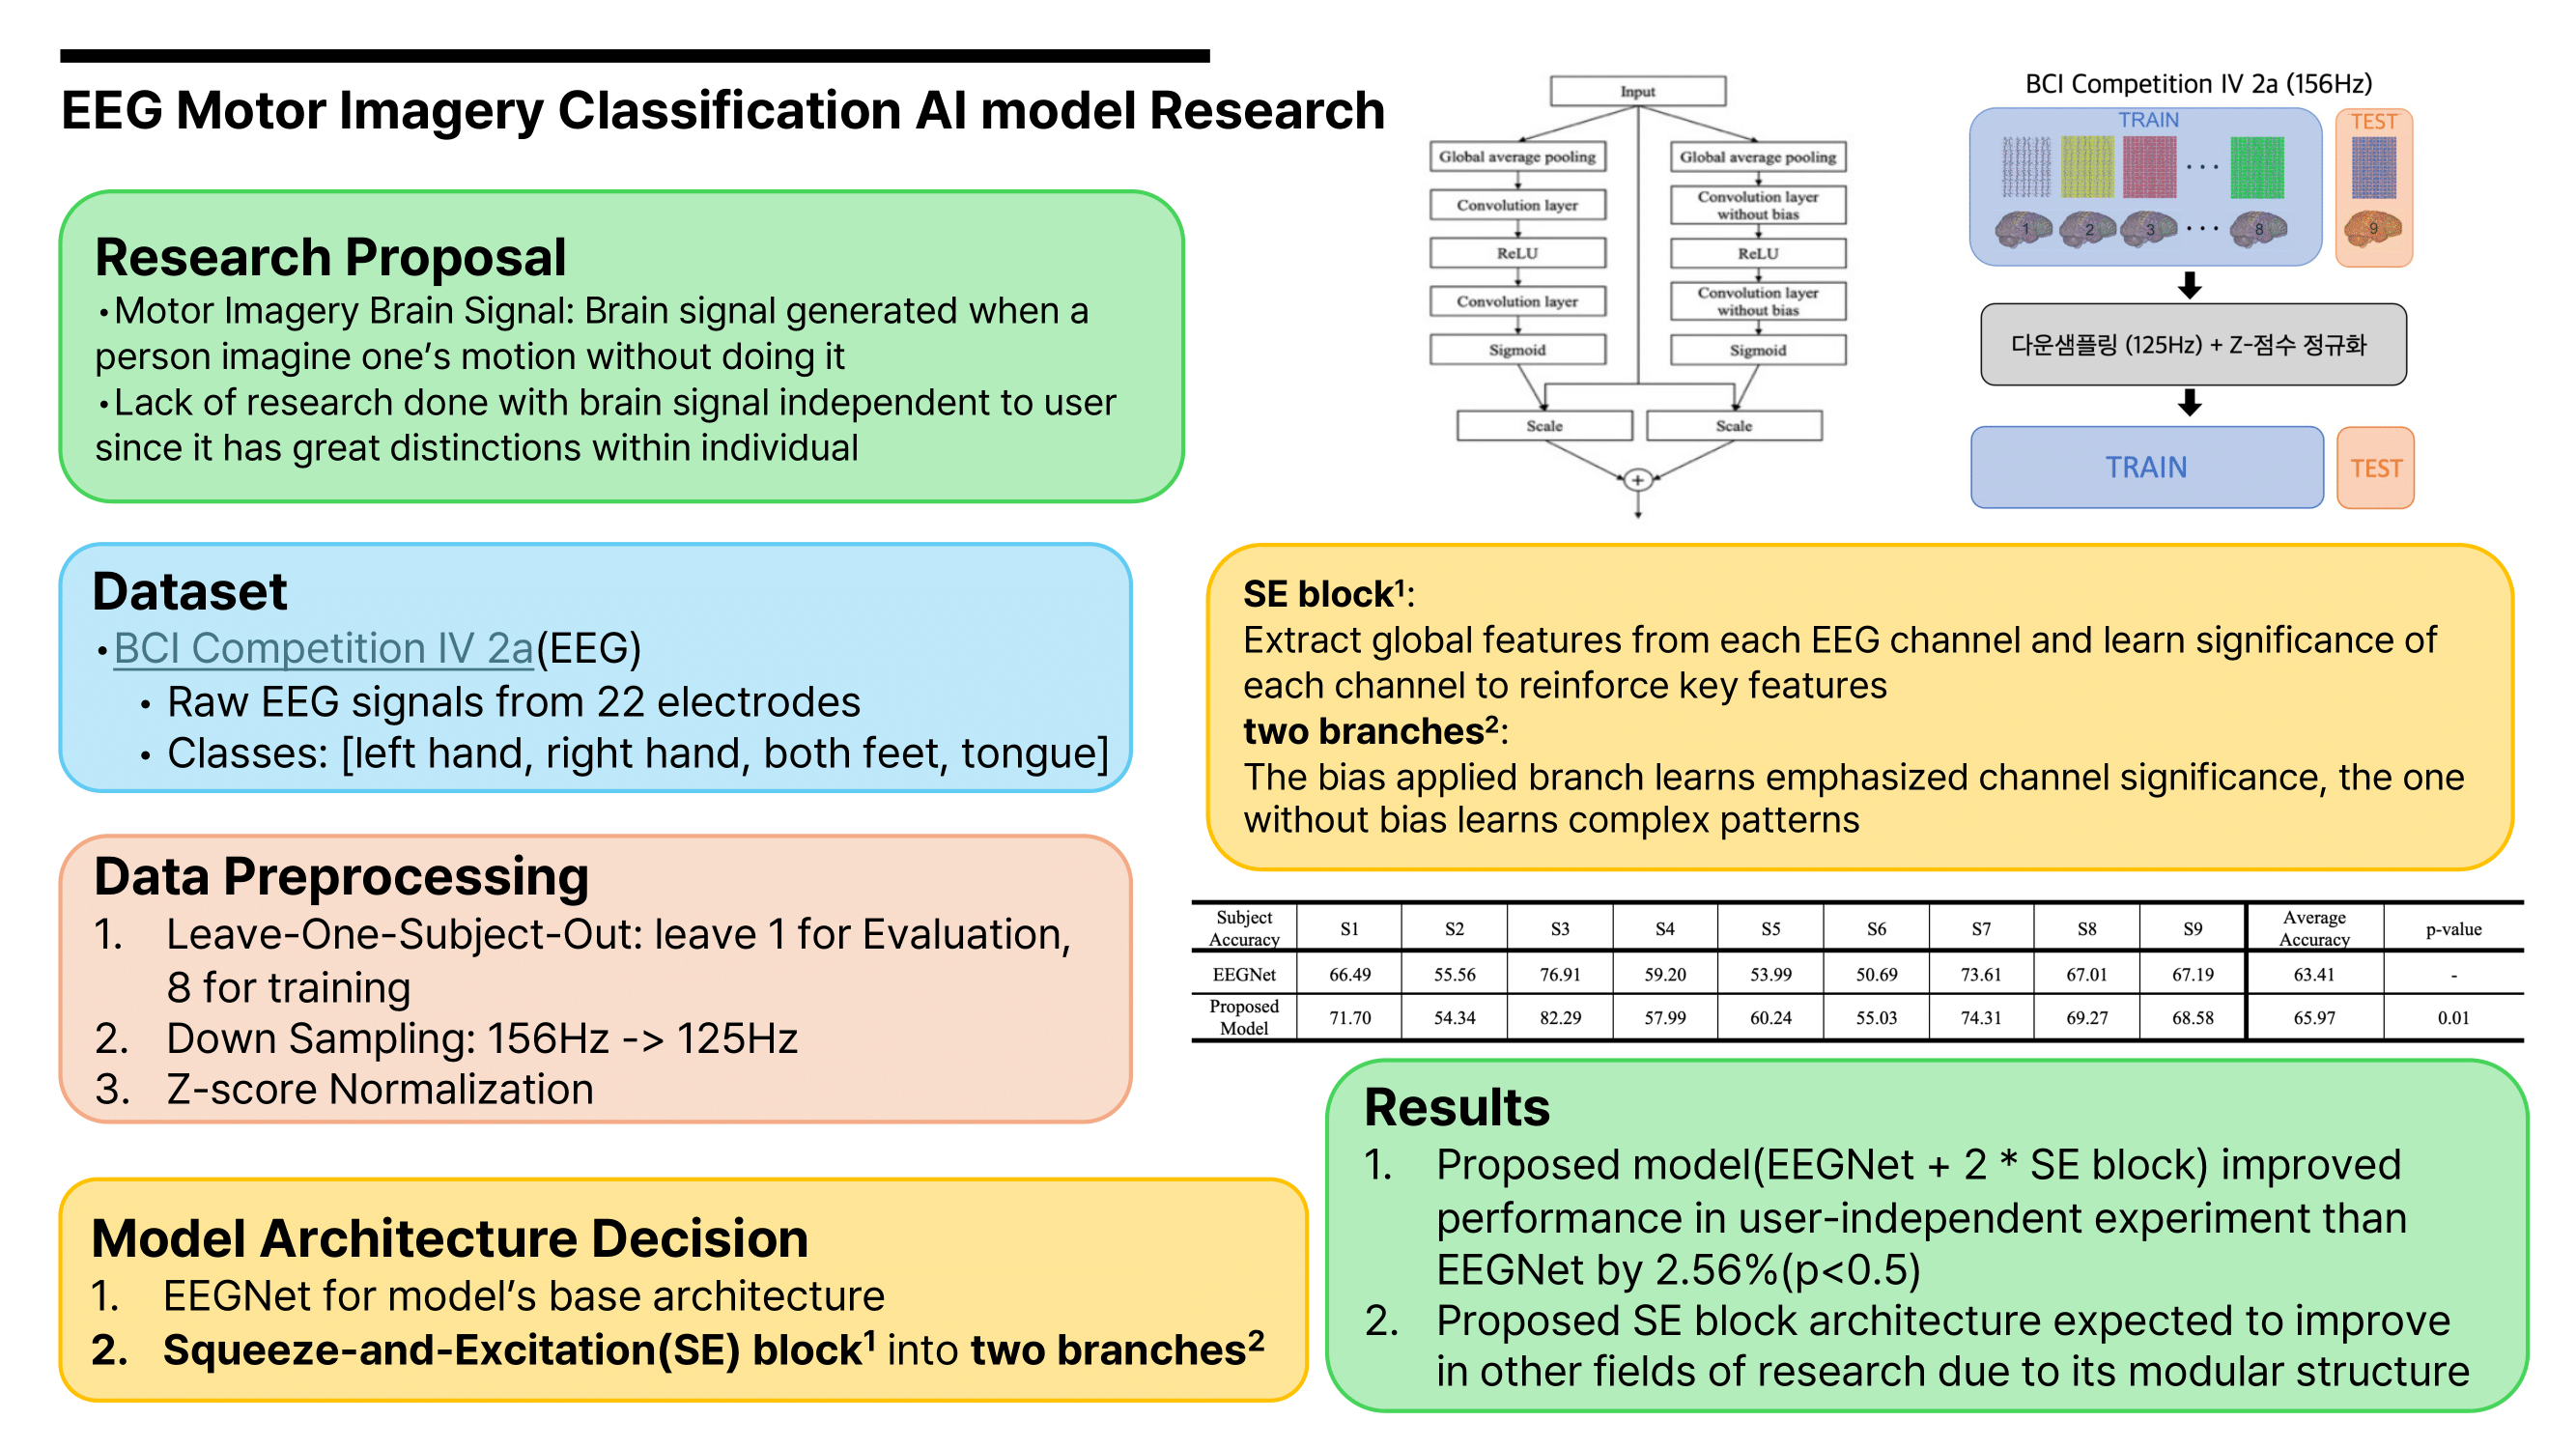 EEG Motor Imagery Classification AI model Research
Research Proposal
•Motor Imagery Brain Signal: Brain signal generated when a
person imagine one’s motion without doing it
•Lack of research done with brain signal independent to user
since it has great distinctions within individual
Dataset
•BCI Competition IV 2a(EEG)
• Raw EEG signals from 22 electrodes
• Classes: [left hand, right hand, both feet, tongue]
Data Preprocessing
1. Leave-One-Subject-Out: leave 1 for Evaluation,
8 for training
2. Down Sampling: 156Hz -> 125Hz
3. Z-score Normalization
Model Architecture Decision
1. EEGNet for model’s base architecture
2. Squeeze-and-Excitation(SE) block¹ into two branches²
Input
Global average pooling
Convolution layer
ReLU
Convolution layer
Sigmoid
Scale
Global average pooling
Convolution layer
without bias
ReLU
Convolution layer
without bias
Sigmoid
Scale
+
BCI Competition IV 2a (156Hz)
TRAIN
TEST
1 2 3 ··· 8 9
다운샘플링 (125Hz) + Z-점수 정규화
TRAIN
TEST
SE block¹:
Extract global features from each EEG channel and learn significance of
each channel to reinforce key features
two branches²:
The bias applied branch learns emphasized channel significance, the one
without bias learns complex patterns
Subject
Accuracy S1 S2 S3 S4 S5 S6 S7 S8 S9 Average
Accuracy p-value
EEGNet 66.49 55.56 76.91 59.20 53.99 50.69 73.61 67.01 67.19 63.41 -
Proposed
Model 71.70 54.34 82.29 57.99 60.24 55.03 74.31 69.27 68.58 65.97 0.01
Results
1. Proposed model(EEGNet + 2 * SE block) improved
performance in user-independent experiment than
EEGNet by 2.56%(p<0.5)
2. Proposed SE block architecture expected to improve
in other fields of research due to its modular structure